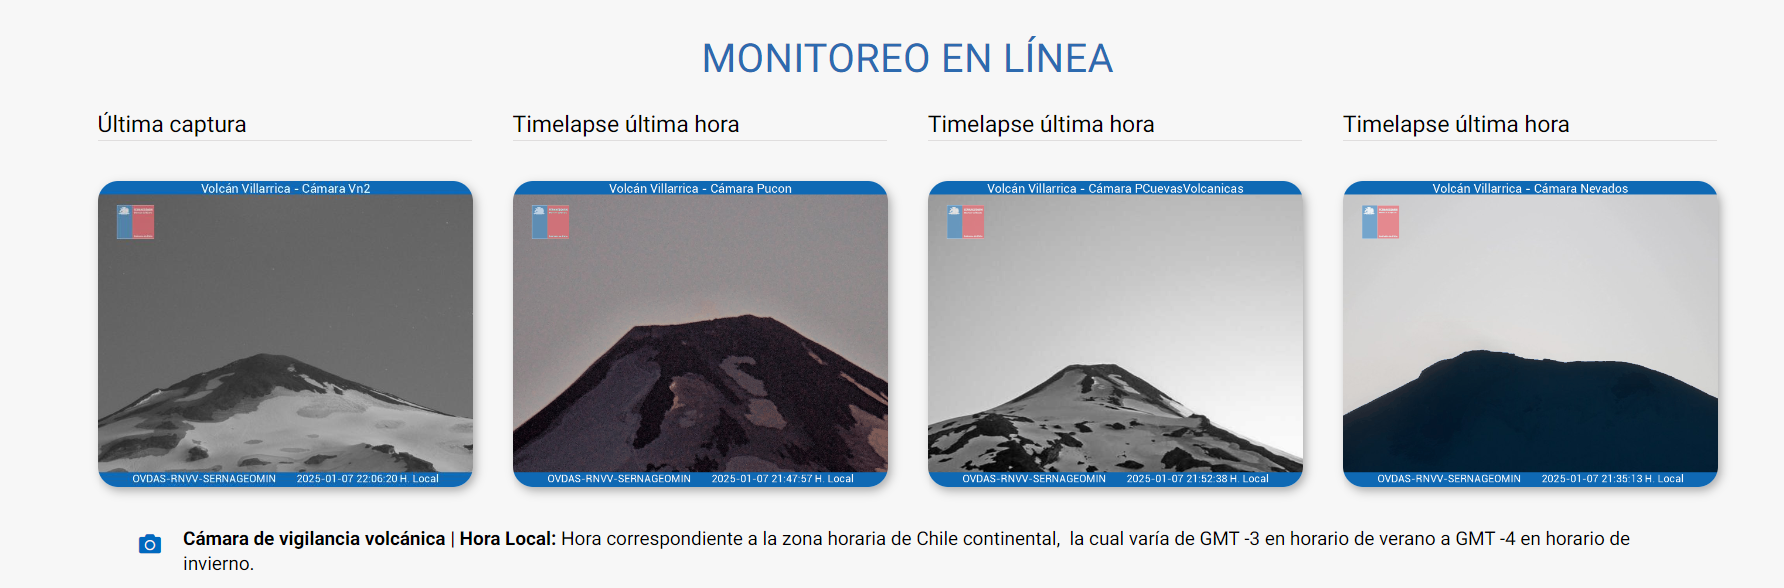 MONITOREO EN LÍNEA
Última captura
Timelapse última hora
Timelapse última hora
Timelapse última hora
Volcán Villarrica - Cámara Vn2
Volcán Villarrica - Cámara Pucon
Volcán Villarrica - Cámara PCuevasVolcanicas
Volcán Villarrica - Cámara Nevados
OVDAS-RNVV-SERNAGEOMIN 2025-01-07 22:06:20 H. Local
OVDAS-RNVV-SERNAGEOMIN 2025-01-07 21:47:57 H. Local
OVDAS-RNVV-SERNAGEOMIN 2025-01-07 21:52:38 H. Local
OVDAS-RNVV-SERNAGEOMIN 2025-01-07 21:35:13 H. Local
Cámara de vigilancia volcánica | Hora Local: Hora correspondiente a la zona horaria de Chile continental, la cual varía de GMT -3 en horario de verano a GMT -4 en horario de
invierno.